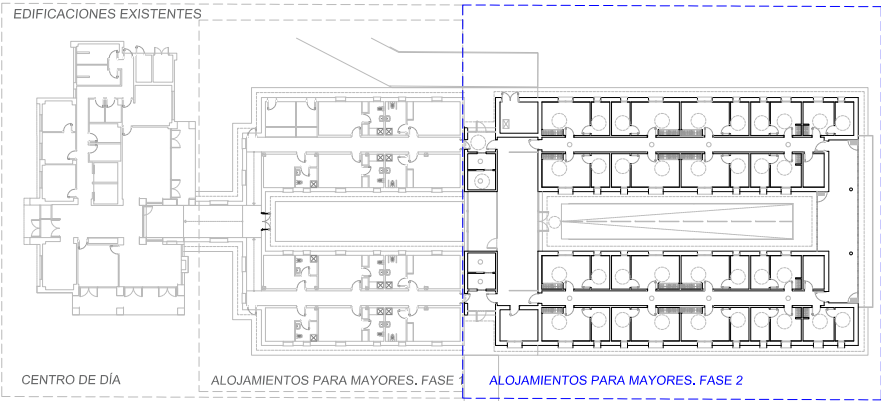 EDIFICACIONES EXISTENTES
CENTRO DE DÍA
ALOJAMIENTOS PARA MAYORES. FASE 1
ALOJAMIENTOS PARA MAYORES. FASE 2